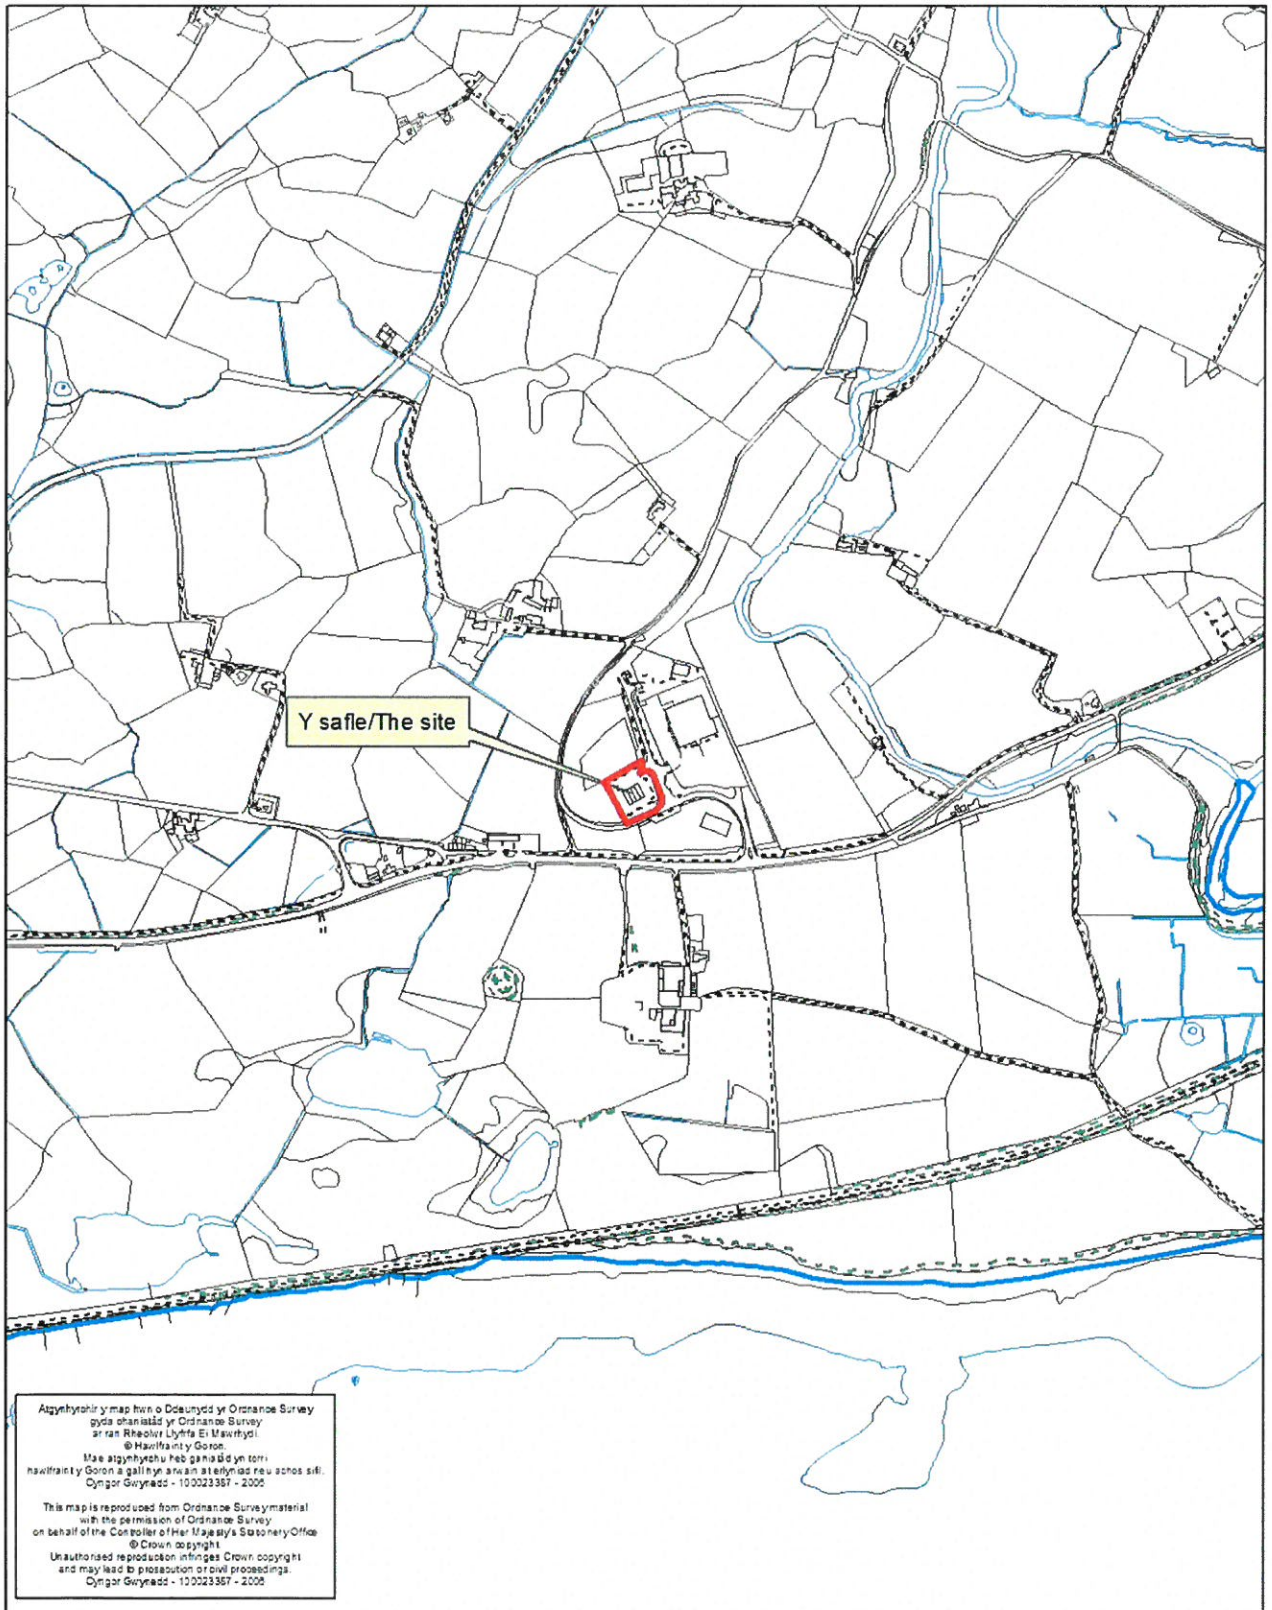 Y safle/The site
Atgynhyrchir y map hwn o Ddeunydd yr Ordnance Survey
gyda chaniatâd yr Ordnance Survey
ar ran Rheolwr Llyfrfa Ei Mawrhydi.
© Hawlfraint y Goron.
Mae atgynhyrchu heb ganiatâd yn torri
hawlfraint y Goron a gall hyn arwain at erlyniad neu achos sifil.
Cyngor Gwynedd - 100023387 - 2006
This map is reproduced from Ordnance Survey material
with the permission of Ordnance Survey
on behalf of the Controller of Her Majesty's Stationery Office
© Crown copyright.
Unauthorised reproduction infringes Crown copyright
and may lead to prosecution or civil proceedings.
Cyngor Gwynedd - 100023387 - 2006